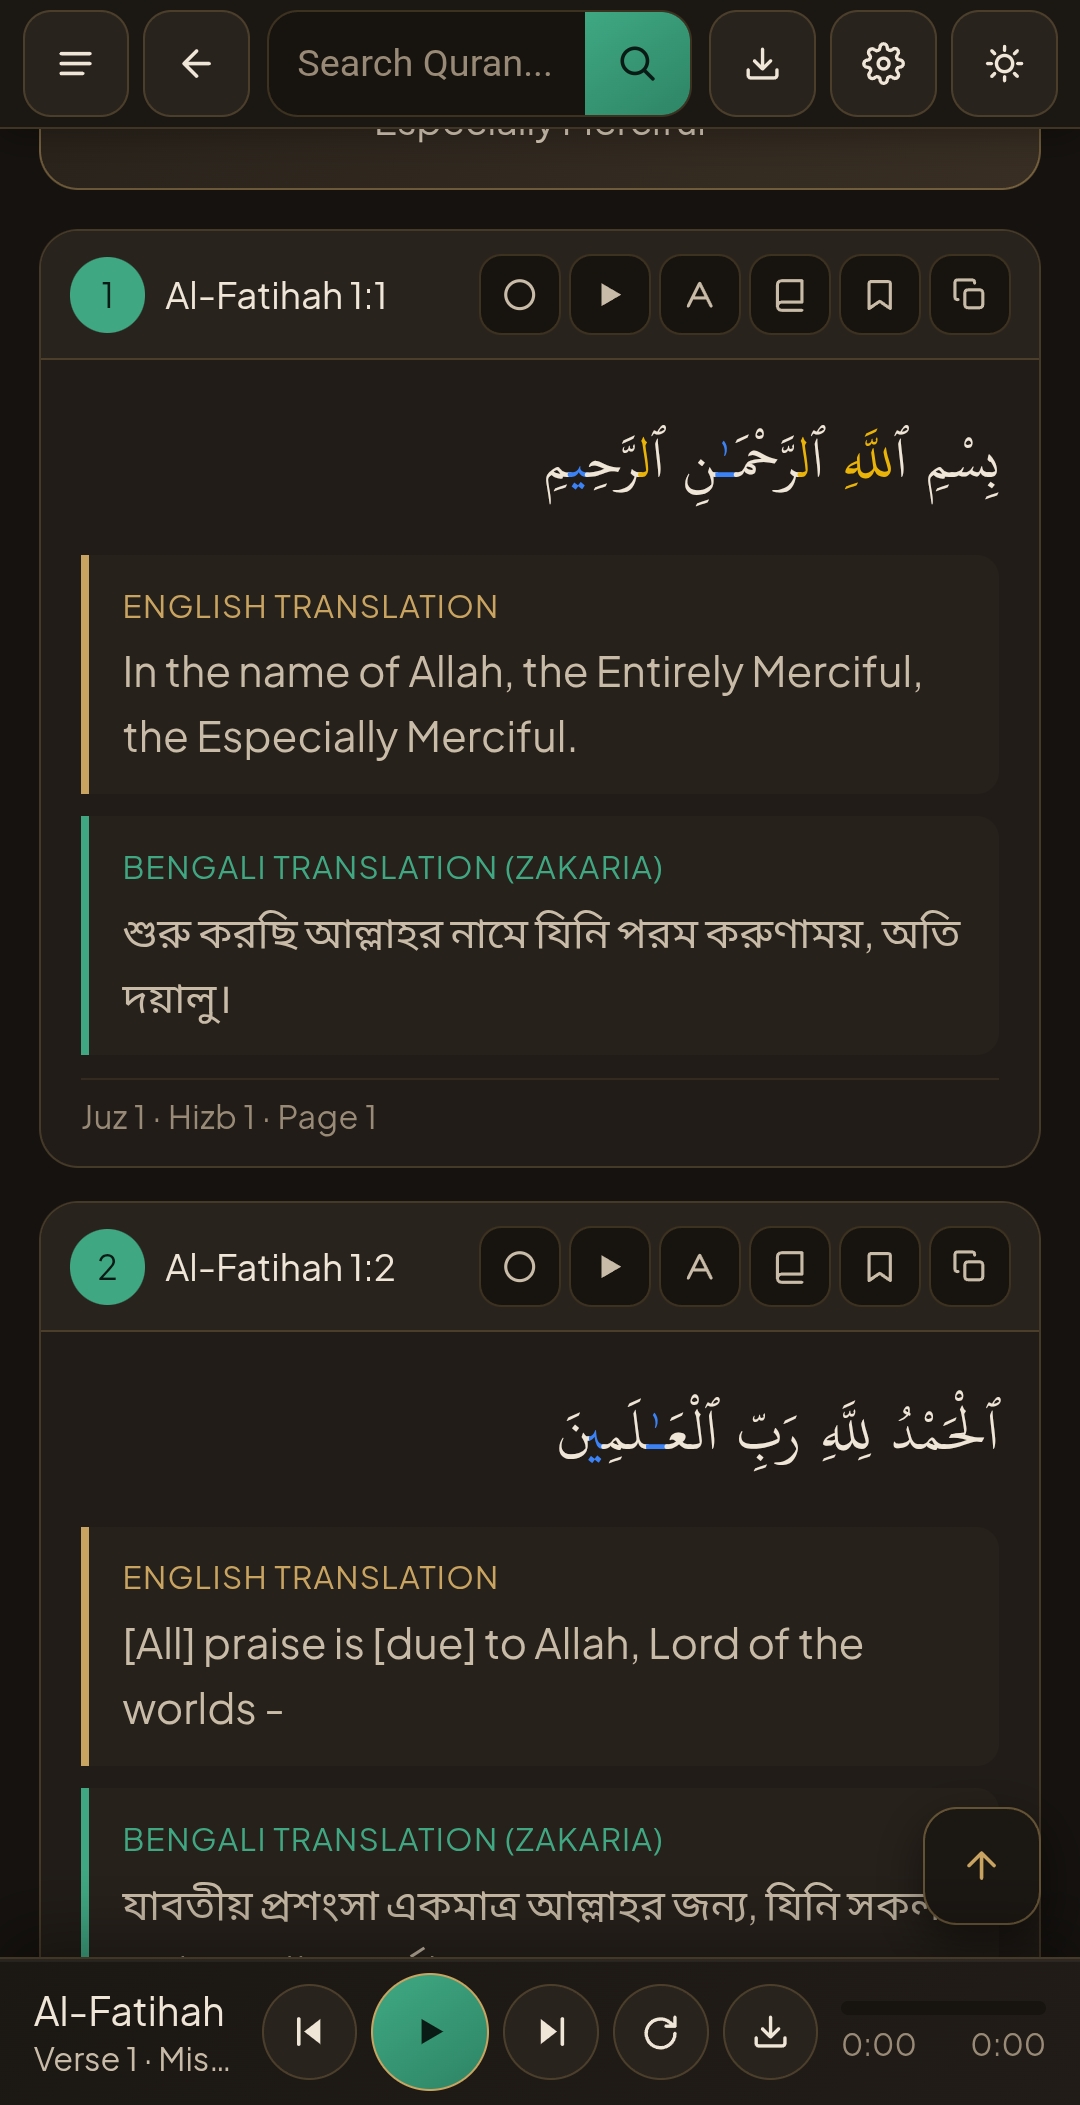 Search Quran...
Especially Merciful
1 Al-Fatihah 1:1
بِسْمِ ٱللَّهِ ٱلرَّحْمَـٰنِ ٱلرَّحِيمِ
ENGLISH TRANSLATION
In the name of Allah, the Entirely Merciful,
the Especially Merciful.
BENGALI TRANSLATION (ZAKARIA)
শুরু করছি আল্লাহর নামে যিনি পরম করুণাময়, অতি
দয়ালু।
Juz 1 · Hizb 1 · Page 1
2 Al-Fatihah 1:2
ٱلْحَمْدُ لِلَّهِ رَبِّ ٱلْعَـٰلَمِينَ
ENGLISH TRANSLATION
[All] praise is [due] to Allah, Lord of the
worlds -
BENGALI TRANSLATION (ZAKARIA)
যাবতীয় প্রশংসা একমাত্র আল্লাহর জন্য, যিনি সকল
Al-Fatihah
Verse 1 · Mis...
0:00 0:00